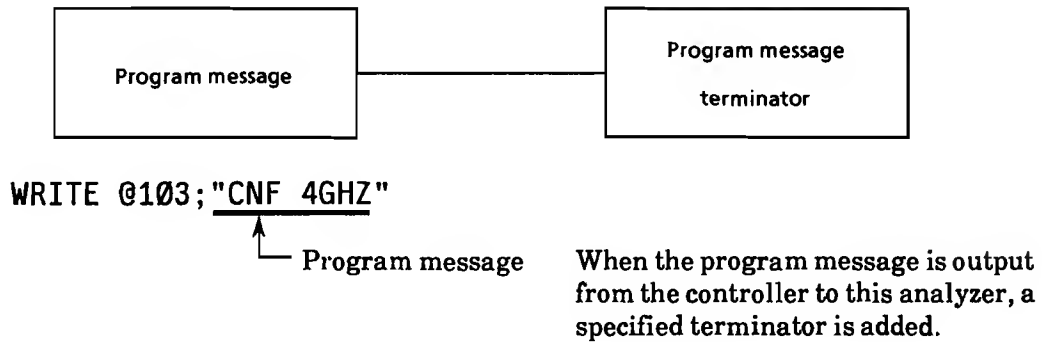 Program message
Program message
terminator
WRITE @103;"CNF 4GHZ"
Program message
When the program message is output
from the controller to this analyzer, a
specified terminator is added.